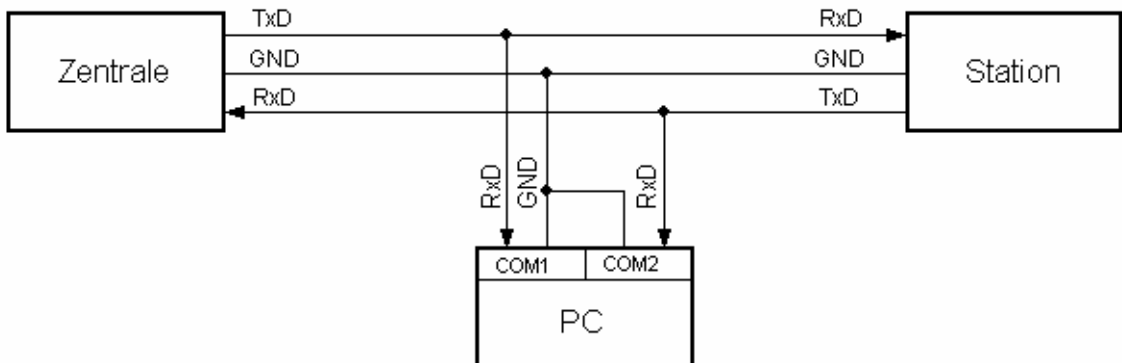 TxD RxD
Zentrale GND GND Station
RxD TxD
RxD GND RxD
COM1 COM2
PC